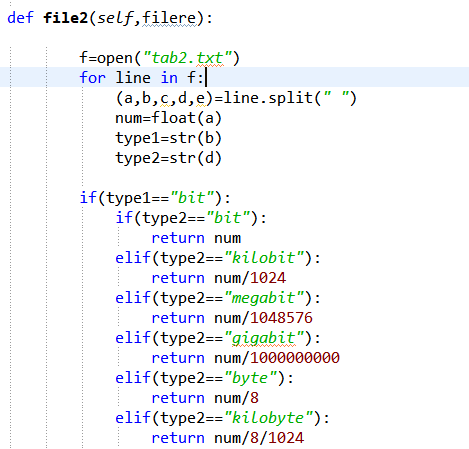 def file2(self,filere):
f=open("tab2.txt")
for line in f:
(a,b,c,d,e)=line.split(" ")
num=float(a)
type1=str(b)
type2=str(d)
if(type1=="bit"):
if(type2=="bit"):
return num
elif(type2=="kilobit"):
return num/1024
elif(type2=="megabit"):
return num/1048576
elif(type2=="gigabit"):
return num/1000000000
elif(type2=="byte"):
return num/8
elif(type2=="kilobyte"):
return num/8/1024